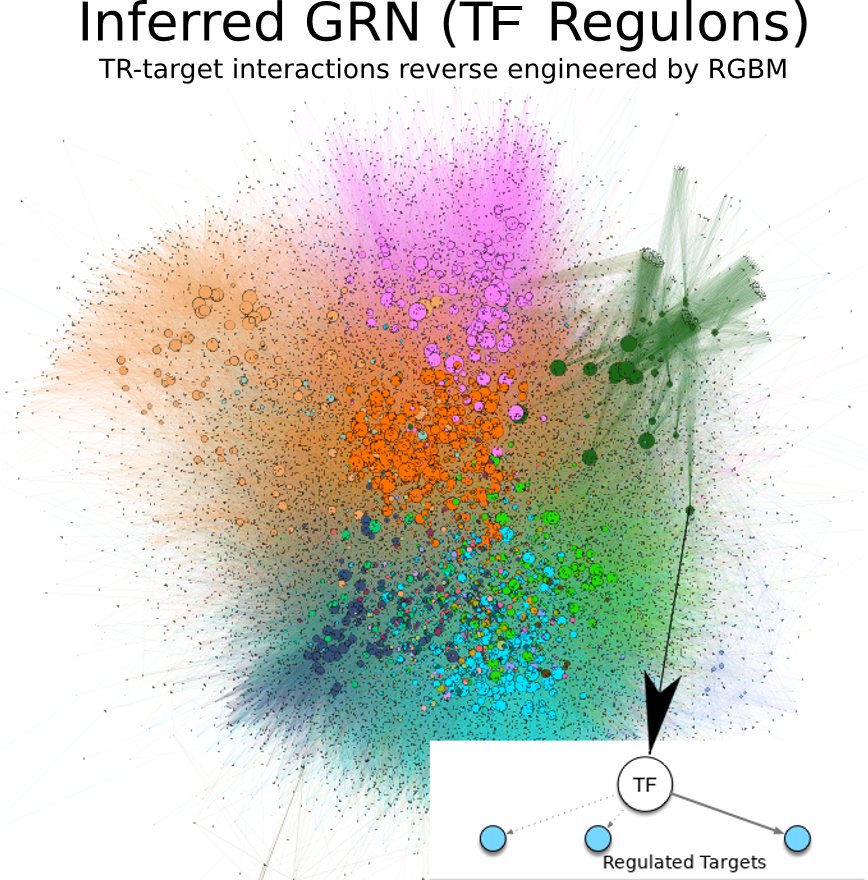 Inferred GRN (TF Regulons)
TR-target interactions reverse engineered by RGBM
TF
Regulated Targets